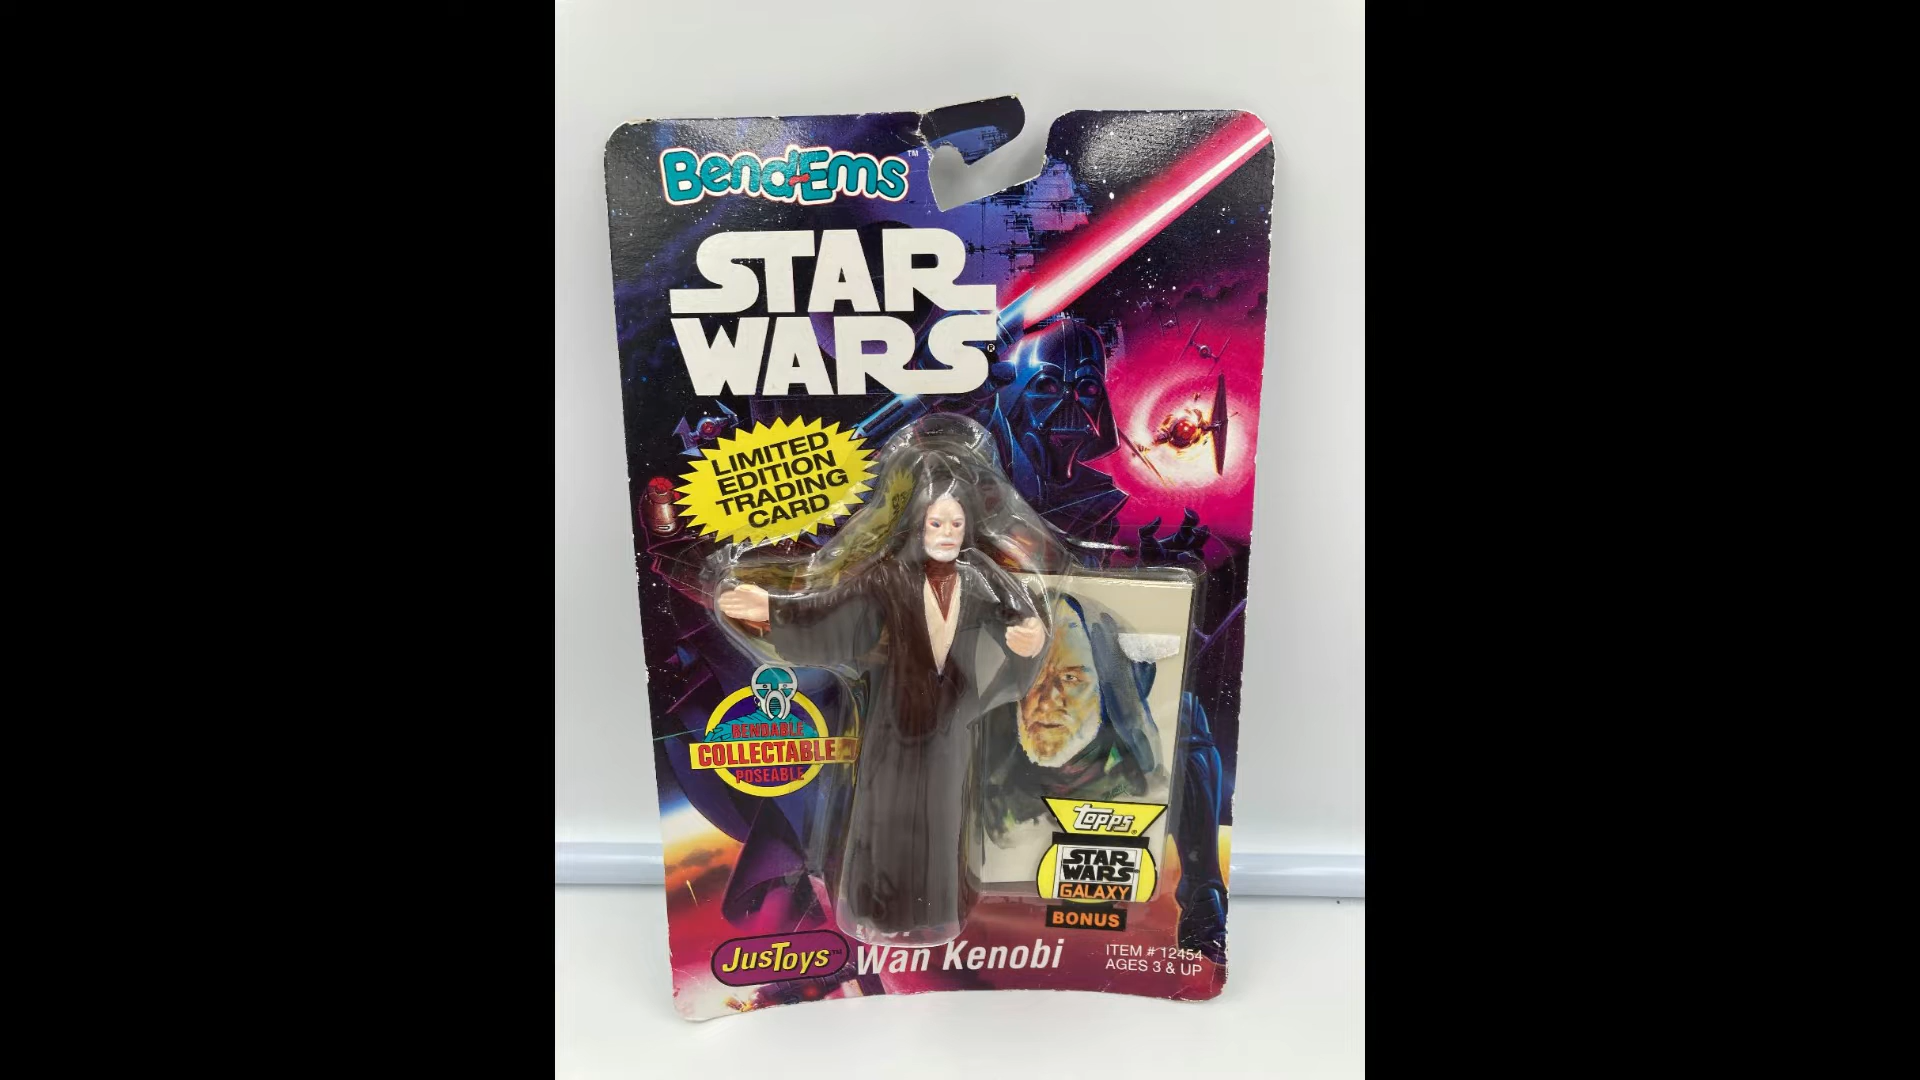 Bend-Ems™
STAR
WARS®
LIMITED
EDITION
TRADING
CARD
BENDABLE
COLLECTABLE
POSEABLE
Topps®
STAR
WARS
GALAXY
BONUS
JusToys™
Wan Kenobi
ITEM # 12454
AGES 3 & UP